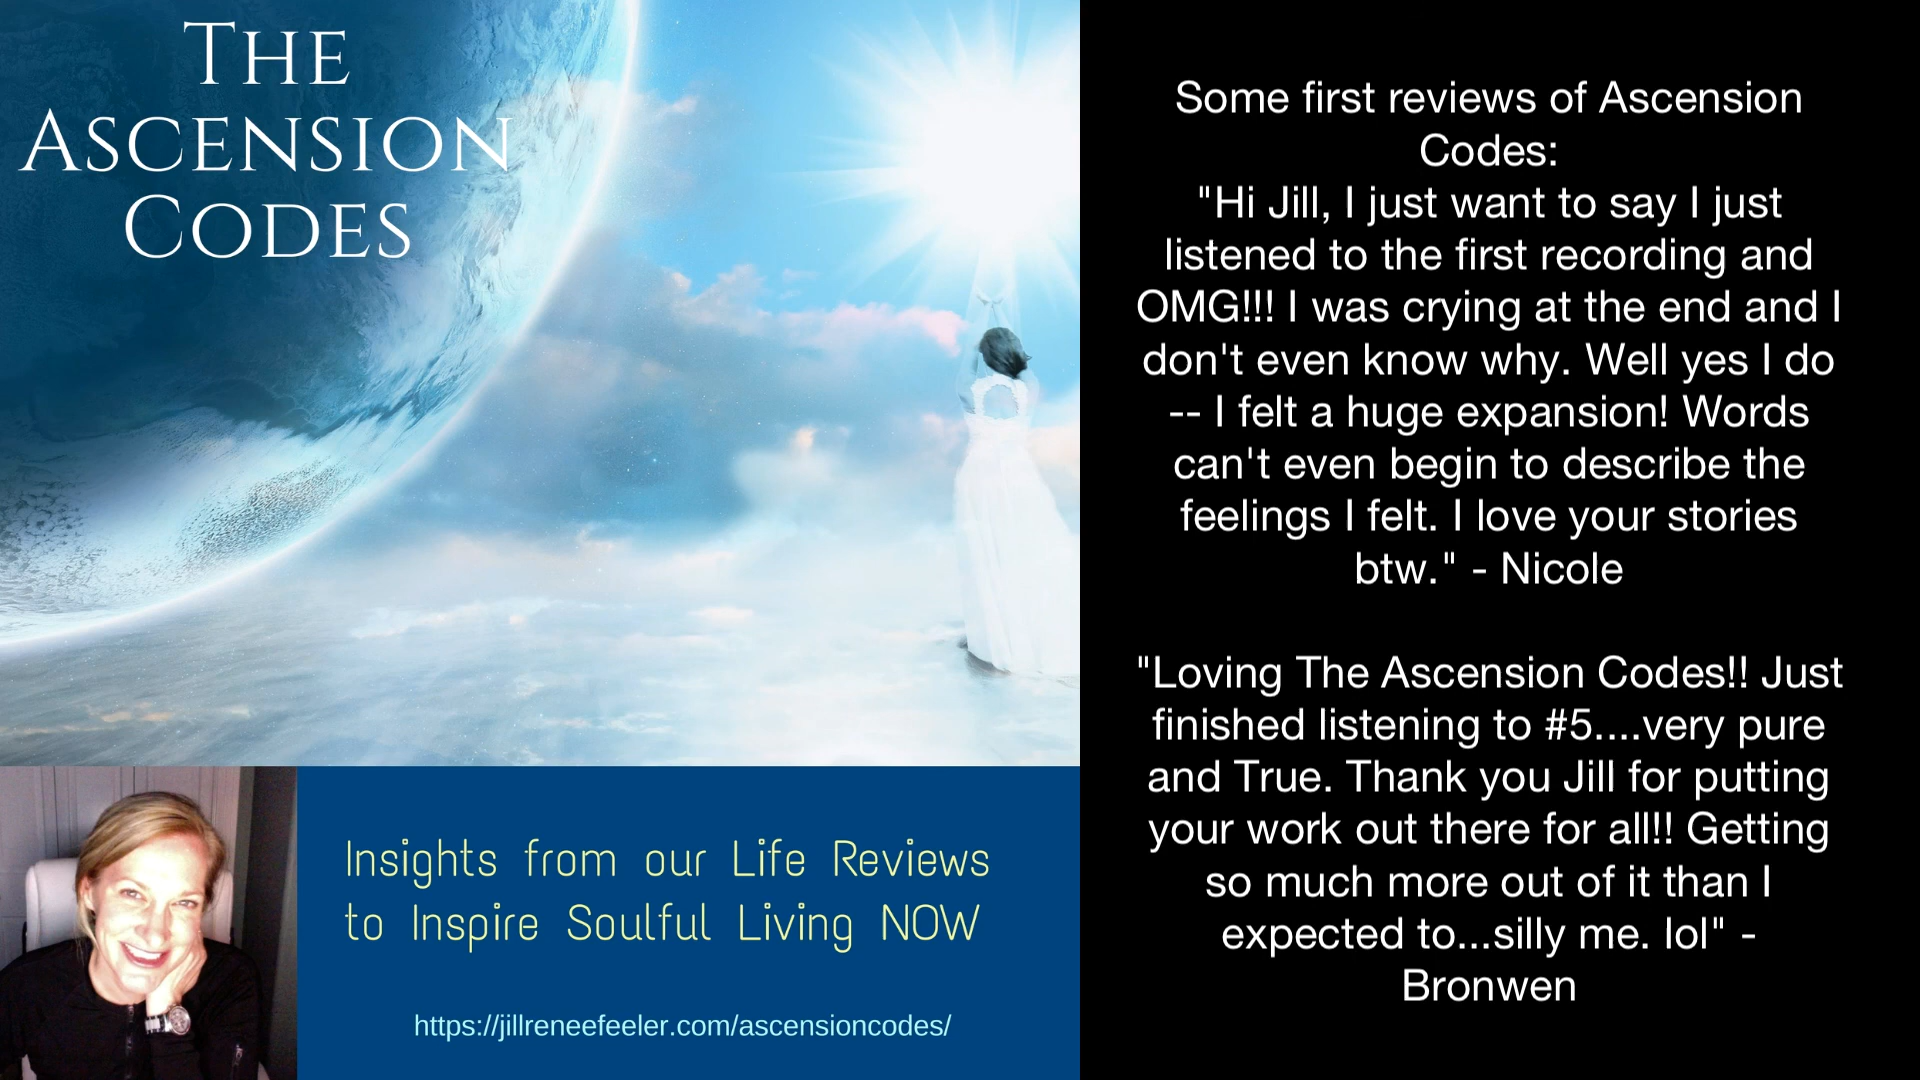 The
Ascension
Codes
Insights from our Life Reviews
to Inspire Soulful Living NOW
https://jillreneefeeler.com/ascensioncodes/
Some first reviews of Ascension
Codes:
"Hi Jill, I just want to say I just
listened to the first recording and
OMG!!! I was crying at the end and I
don't even know why. Well yes I do
-- I felt a huge expansion! Words
can't even begin to describe the
feelings I felt. I love your stories
btw." - Nicole
"Loving The Ascension Codes!! Just
finished listening to #5....very pure
and True. Thank you Jill for putting
your work out there for all!! Getting
so much more out of it than I
expected to...silly me. lol" -
Bronwen